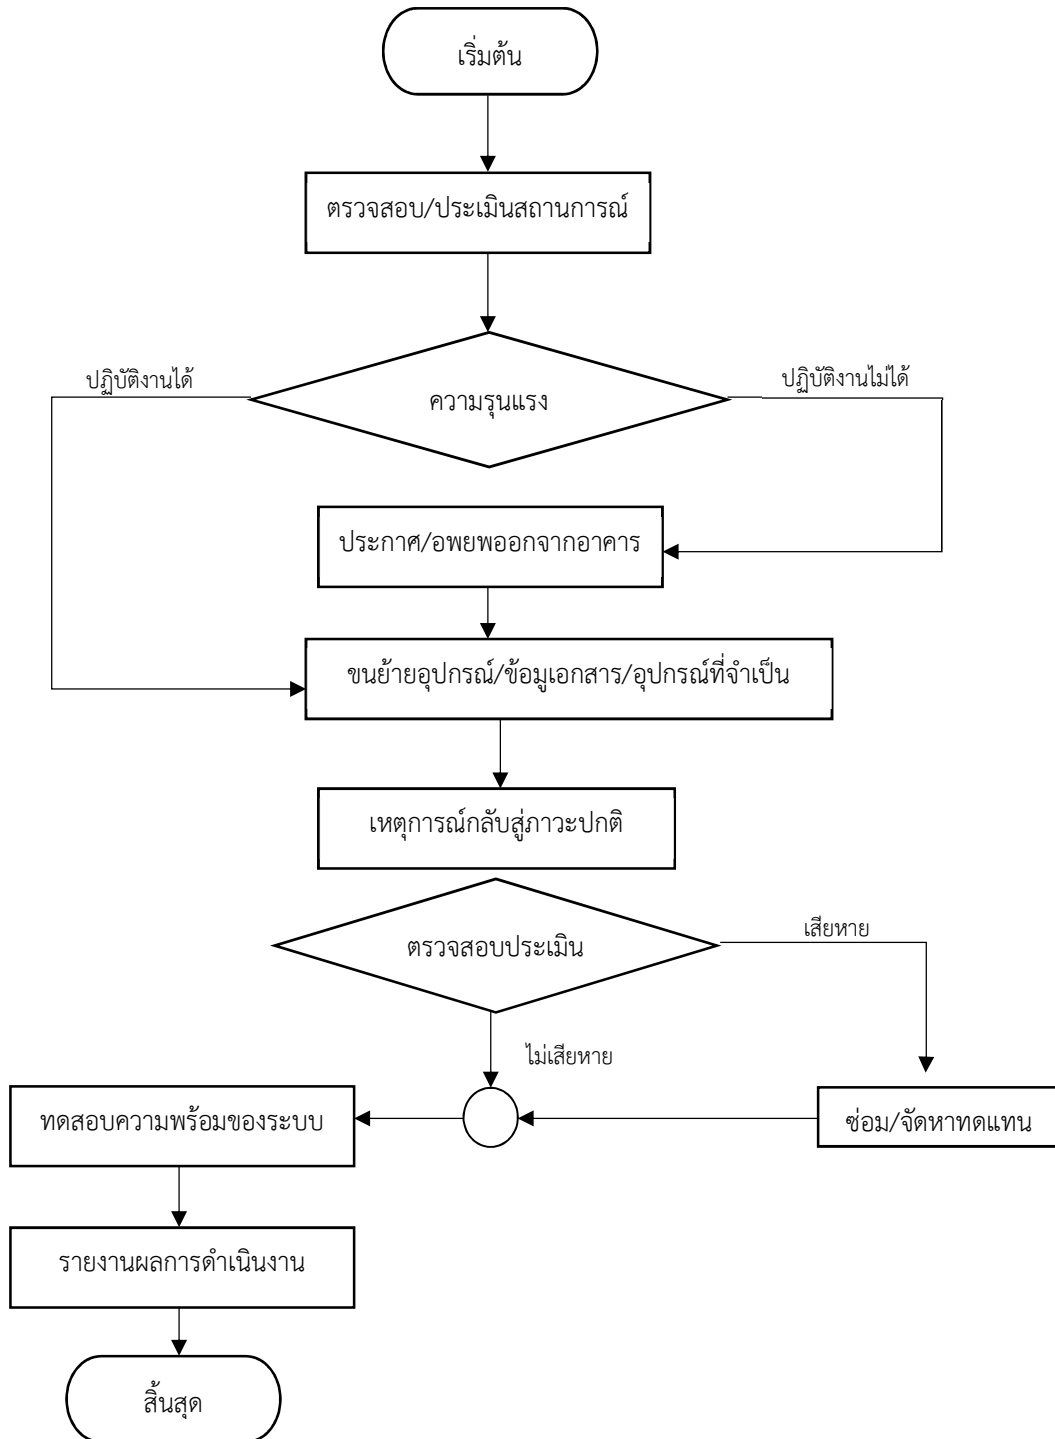 เริ่มต้น
ตรวจสอบ/ประเมินสถานการณ์
ปฏิบัติงานได้
ปฏิบัติงานไม่ได้
ความรุนแรง
ประกาศ/อพยพออกจากอาคาร
ขนย้ายอุปกรณ์/ข้อมูเอกสาร/อุปกรณ์ที่จำเป็น
เหตุการณ์กลับสู่ภาวะปกติ
เสียหาย
ตรวจสอบประเมิน
ไม่เสียหาย
ทดสอบความพร้อมของระบบ
ซ่อม/จัดหาทดแทน
รายงานผลการดำเนินงาน
สิ้นสุด